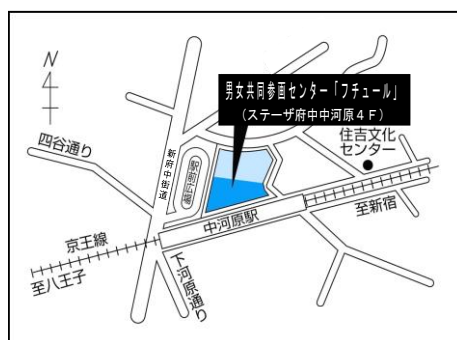 N
男女共同参画センター「フチュール」
(ステーザ府中中河原4F)
四谷通り
新府中街道
駅前広場
住吉文化
センター
中河原駅
至新宿
京王線
至八王子
下河原通り